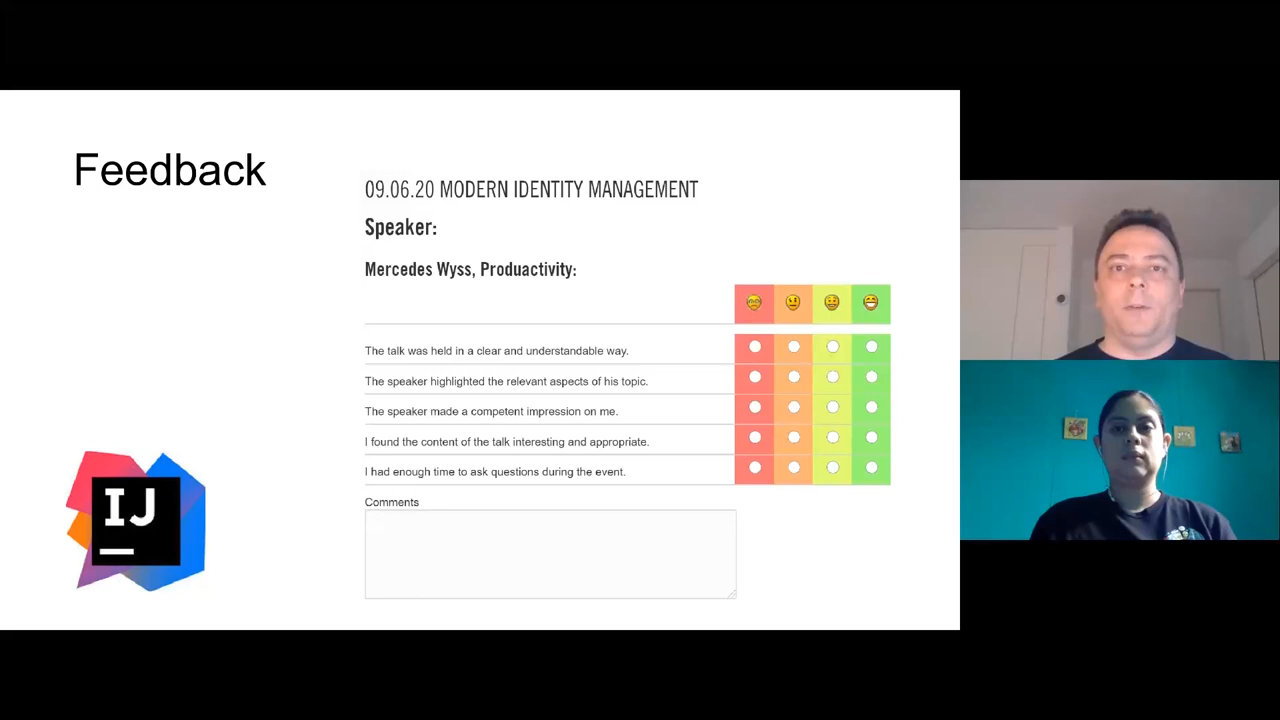 Feedback
09.06.20 MODERN IDENTITY MANAGEMENT
Speaker:
Mercedes Wyss, Produactivity:
The talk was held in a clear and understandable way.
The speaker highlighted the relevant aspects of his topic.
The speaker made a competent impression on me.
I found the content of the talk interesting and appropriate.
I had enough time to ask questions during the event.
Comments
IJ